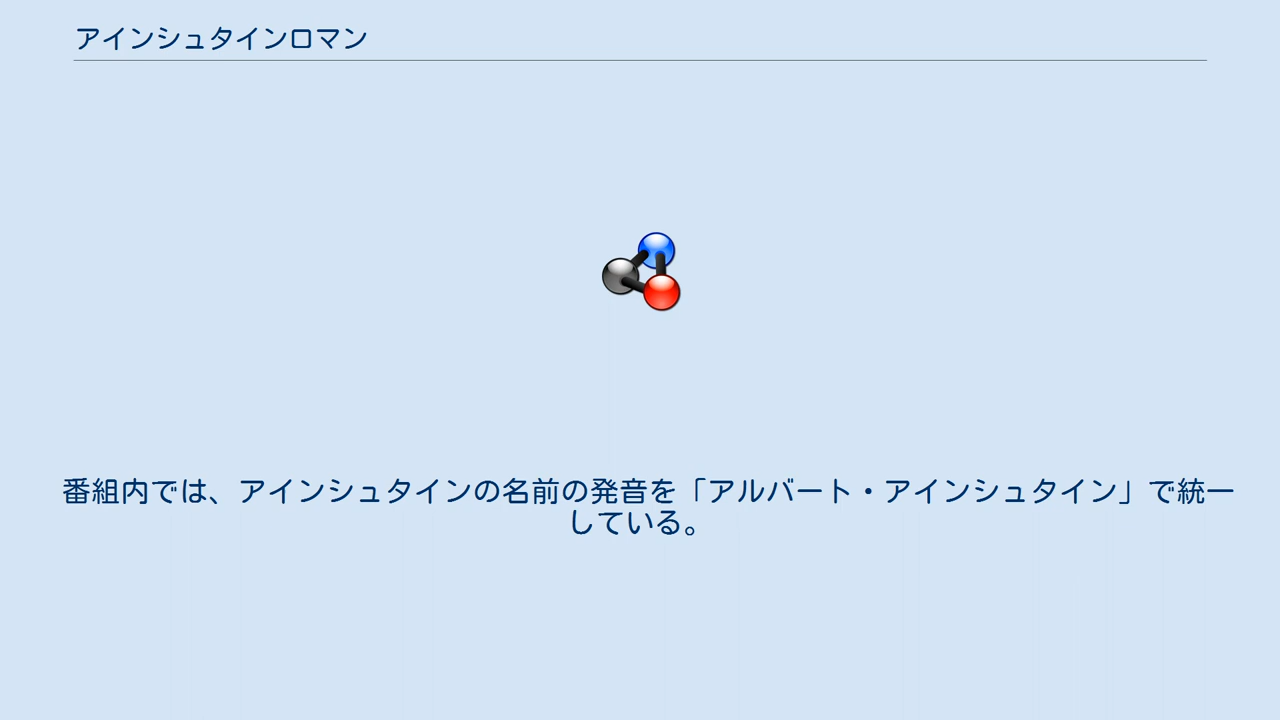 アインシュタインロマン
番組内では、アインシュタインの名前の発音を「アルバート・アインシュタイン」で統一
している。